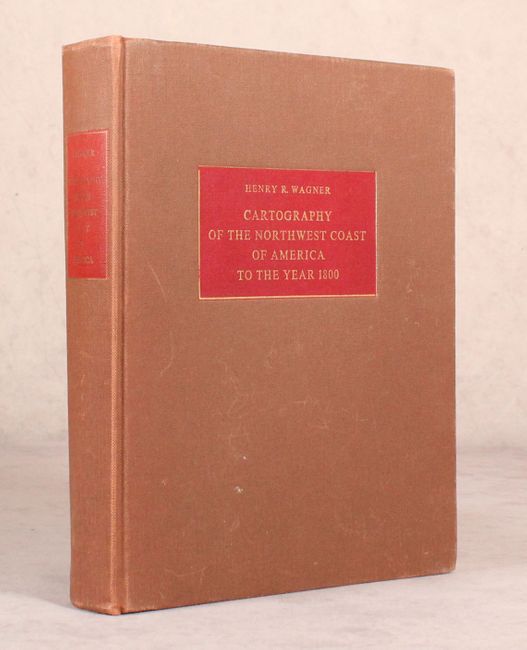 HENRY R. WAGNER
CARTOGRAPHY
OF THE NORTHWEST COAST
OF AMERICA
TO THE YEAR 1800